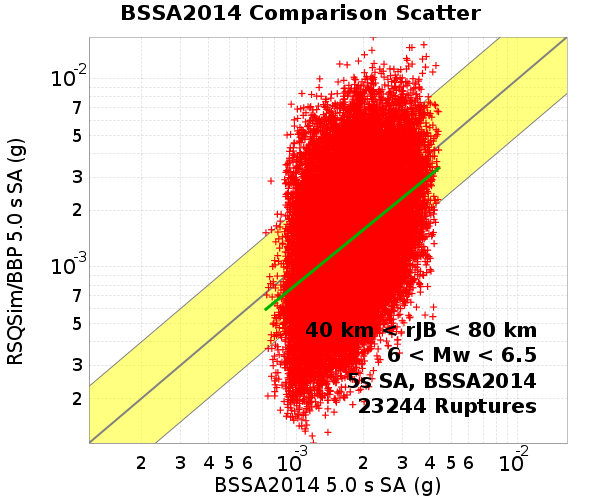 BSSA2014 Comparison Scatter
RSQSim/BBP 5.0 s SA (g)
10-2
7
5
3
2
10-3
7
5
3
2
40 km < rJB < 80 km
6 < Mw < 6.5
5s SA, BSSA2014
23244 Ruptures
2 3 4 5 6 10-3 2 3 4 5 6 10-2
BSSA2014 5.0 s SA (g)